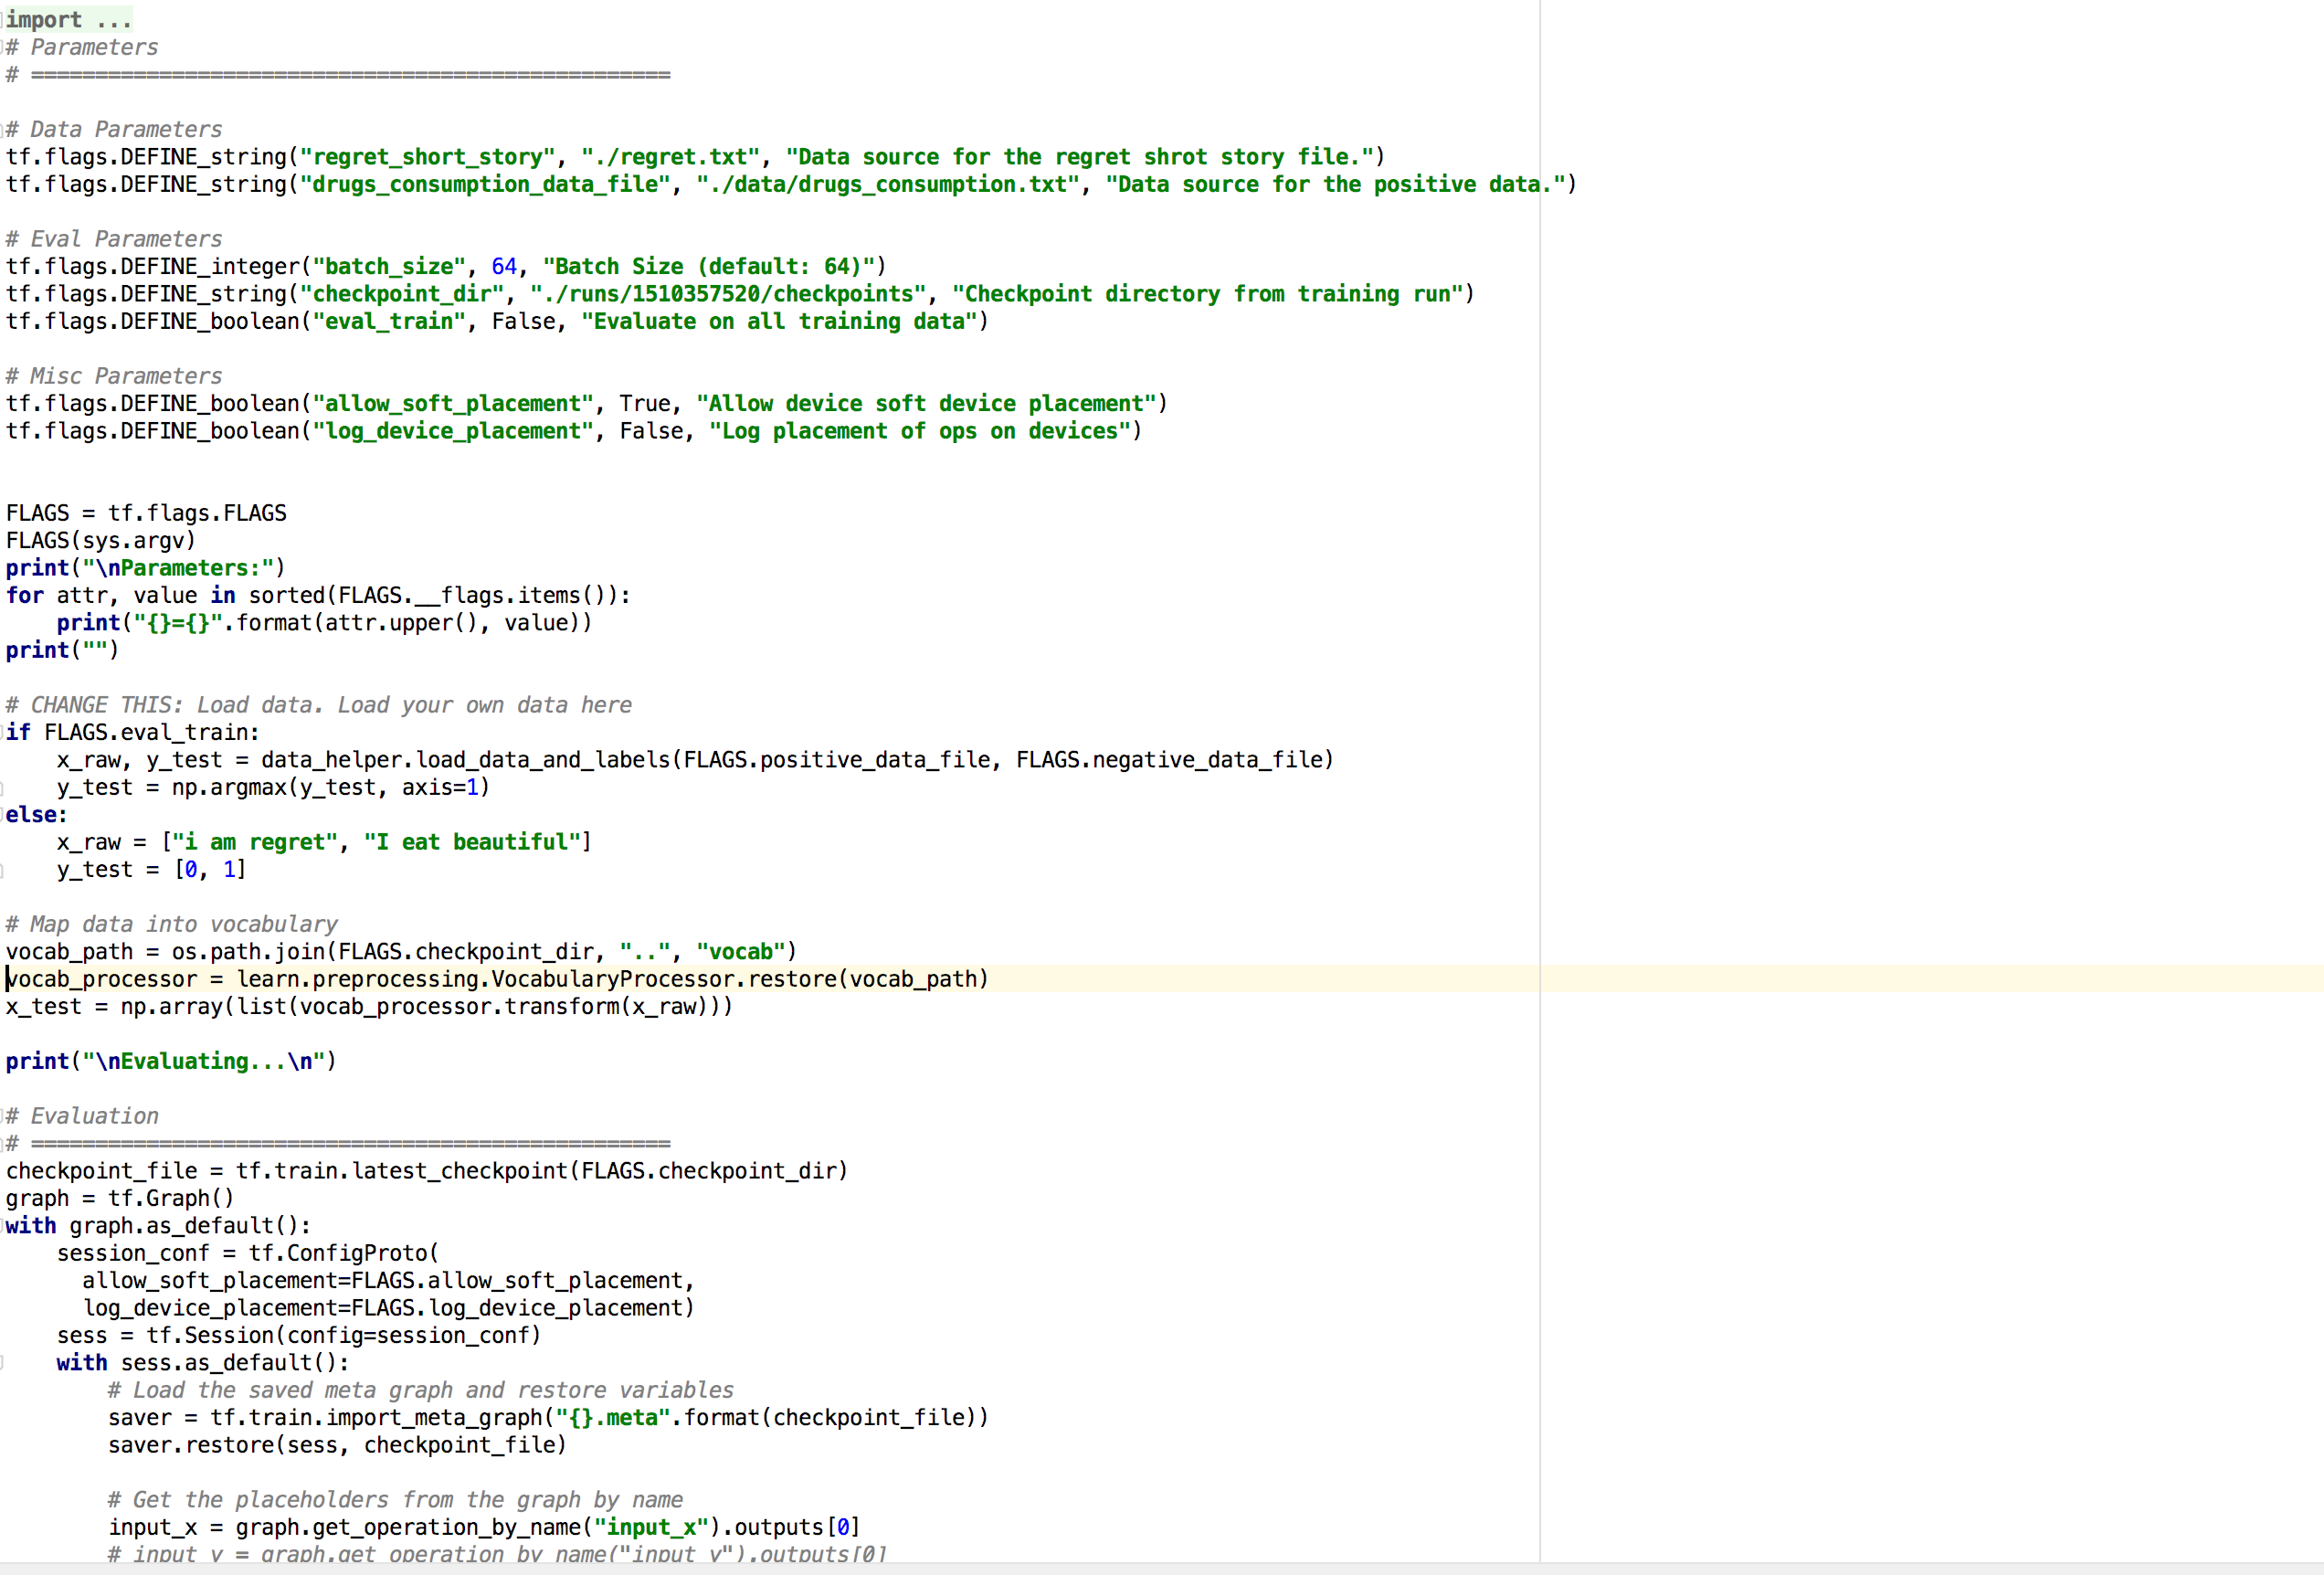 import ...
# Parameters
# ==================================================
# Data Parameters
tf.flags.DEFINE_string("regret_short_story", "./regret.txt", "Data source for the regret shrot story file.")
tf.flags.DEFINE_string("drugs_consumption_data_file", "./data/drugs_consumption.txt", "Data source for the positive data.")
# Eval Parameters
tf.flags.DEFINE_integer("batch_size", 64, "Batch Size (default: 64)")
tf.flags.DEFINE_string("checkpoint_dir", "./runs/1510357520/checkpoints", "Checkpoint directory from training run")
tf.flags.DEFINE_boolean("eval_train", False, "Evaluate on all training data")
# Misc Parameters
tf.flags.DEFINE_boolean("allow_soft_placement", True, "Allow device soft device placement")
tf.flags.DEFINE_boolean("log_device_placement", False, "Log placement of ops on devices")
FLAGS = tf.flags.FLAGS
FLAGS(sys.argv)
print("\nParameters:")
for attr, value in sorted(FLAGS.__flags.items()):
    print("{}={}".format(attr.upper(), value))
print("")
# CHANGE THIS: Load data. Load your own data here
if FLAGS.eval_train:
    x_raw, y_test = data_helper.load_data_and_labels(FLAGS.positive_data_file, FLAGS.negative_data_file)
    y_test = np.argmax(y_test, axis=1)
else:
    x_raw = ["i am regret", "I eat beautiful"]
    y_test = [0, 1]
# Map data into vocabulary
vocab_path = os.path.join(FLAGS.checkpoint_dir, "..", "vocab")
vocab_processor = learn.preprocessing.VocabularyProcessor.restore(vocab_path)
x_test = np.array(list(vocab_processor.transform(x_raw)))
print("\nEvaluating...\n")
# Evaluation
# ==================================================
checkpoint_file = tf.train.latest_checkpoint(FLAGS.checkpoint_dir)
graph = tf.Graph()
with graph.as_default():
    session_conf = tf.ConfigProto(
      allow_soft_placement=FLAGS.allow_soft_placement,
      log_device_placement=FLAGS.log_device_placement)
    sess = tf.Session(config=session_conf)
    with sess.as_default():
        # Load the saved meta graph and restore variables
        saver = tf.train.import_meta_graph("{}.meta".format(checkpoint_file))
        saver.restore(sess, checkpoint_file)
        # Get the placeholders from the graph by name
        input_x = graph.get_operation_by_name("input_x").outputs[0]
        # input_y = graph.get_operation_by_name("input_y").outputs[0]